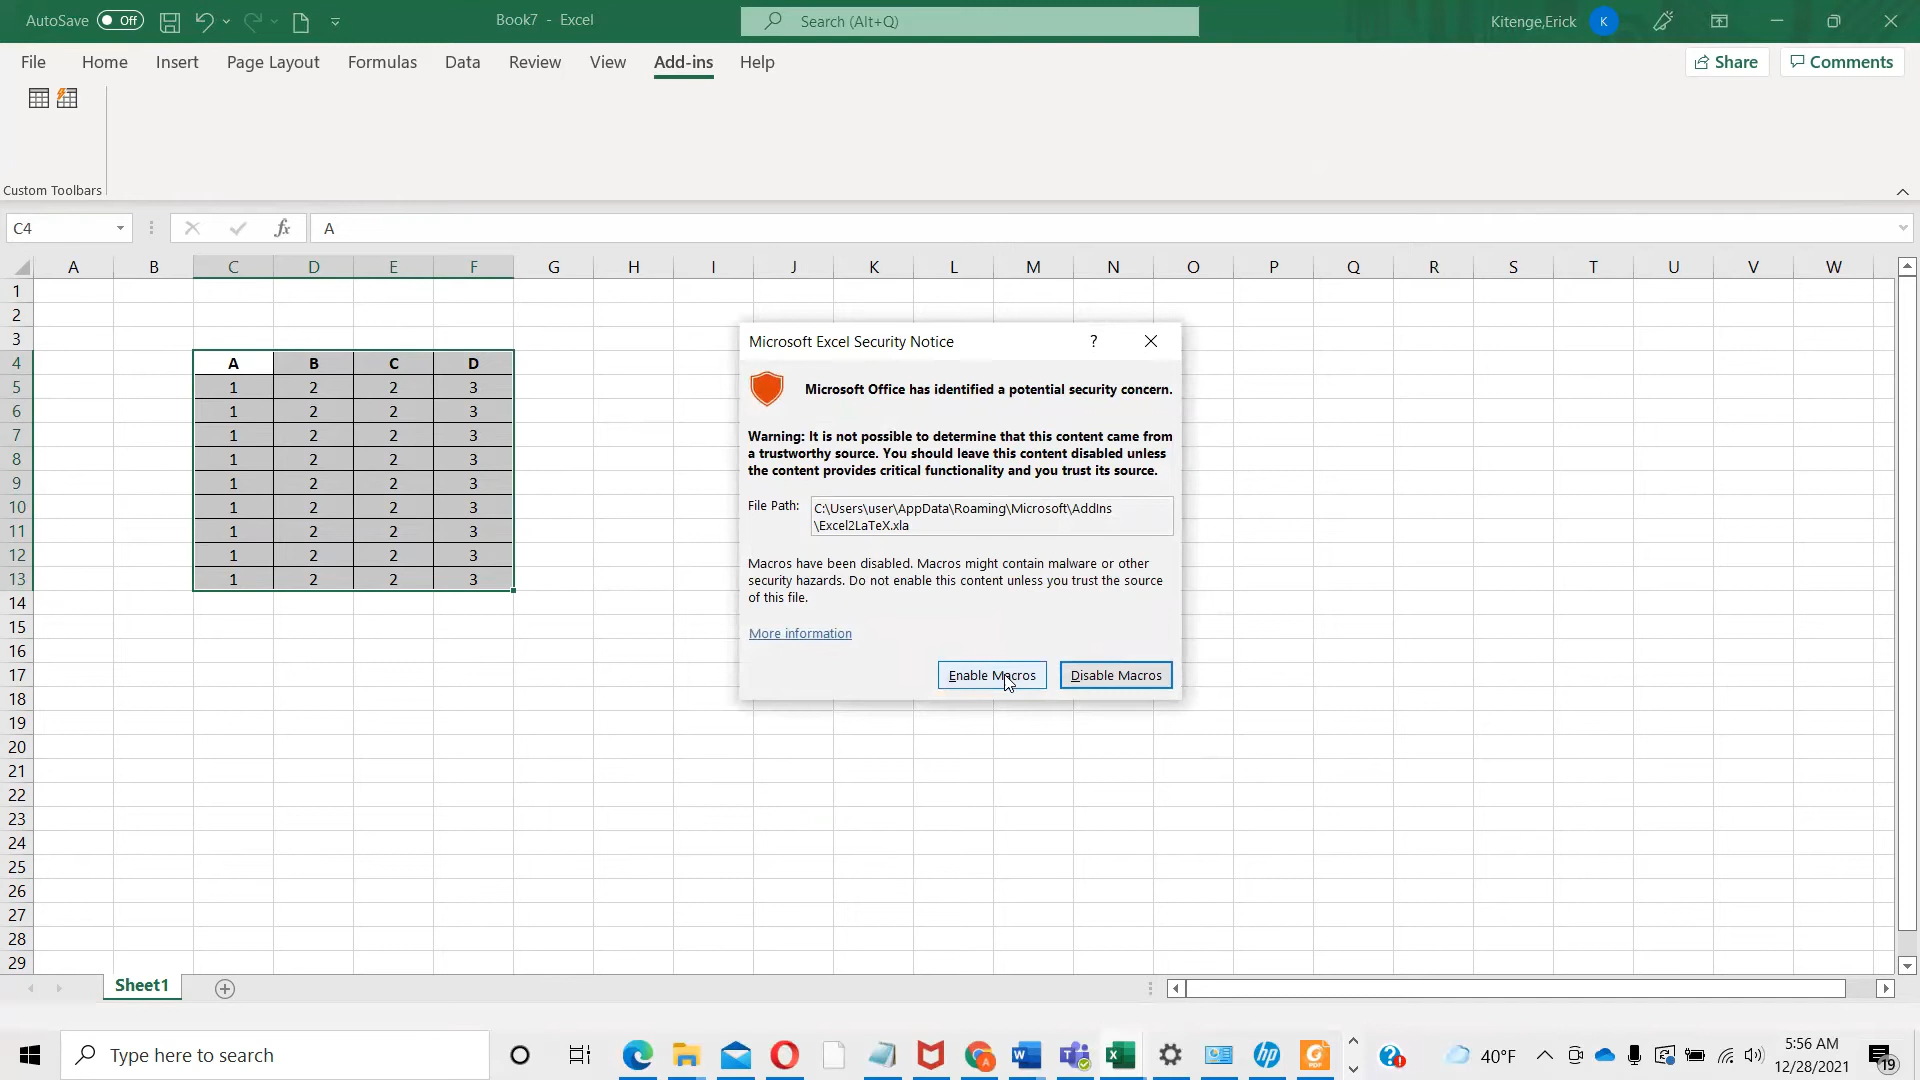 AutoSave Off
Book7 - Excel
Search (Alt+Q)
Kitenge,Erick
K
File Home Insert Page Layout Formulas Data Review View Add-ins Help
Share
Comments
Custom Toolbars
C4
fx
A
A B C D E F G H I J K L M N O P Q R S T U V W
1
2
3
4 A B C D
5 1 2 2 3
6 1 2 2 3
7 1 2 2 3
8 1 2 2 3
9 1 2 2 3
10 1 2 2 3
11 1 2 2 3
12 1 2 2 3
13 1 2 2 3
14
15
16
17
18
19
20
21
22
23
24
25
26
27
28
29
Microsoft Excel Security Notice
?
Microsoft Office has identified a potential security concern.
Warning: It is not possible to determine that this content came from
a trustworthy source. You should leave this content disabled unless
the content provides critical functionality and you trust its source.
File Path: C:\Users\user\AppData\Roaming\Microsoft\AddIns
\Excel2LaTeX.xla
Macros have been disabled. Macros might contain malware or other
security hazards. Do not enable this content unless you trust the source
of this file.
More information
Enable Macros
Disable Macros
Sheet1
Type here to search
40°F
5:56 AM
12/28/2021
19